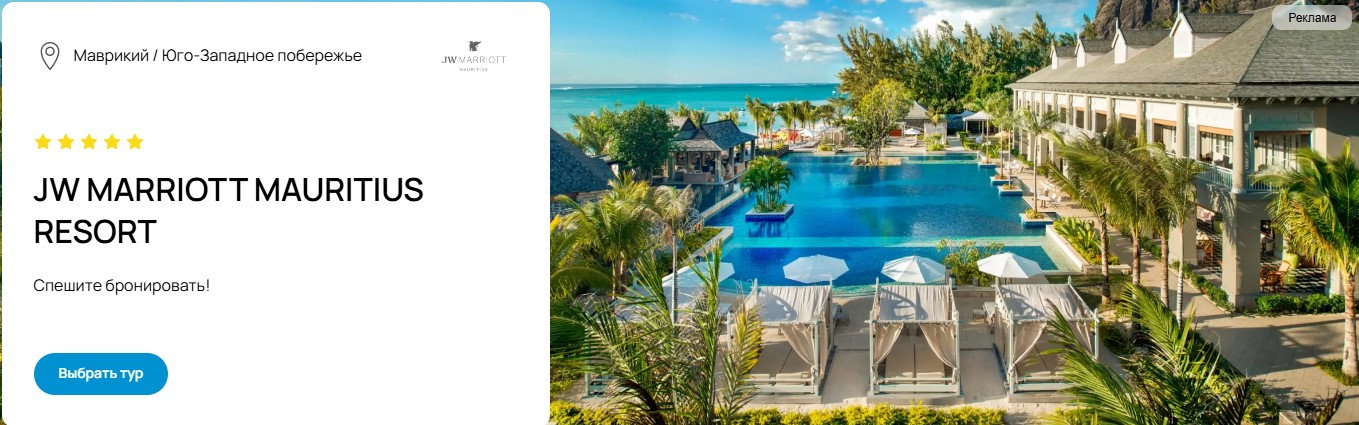 Реклама
Маврикий / Юго-Западное побережье
JW MARRIOTT
MAURITIUS
JW MARRIOTT MAURITIUS
RESORT
Спешите бронировать!
Выбрать тур